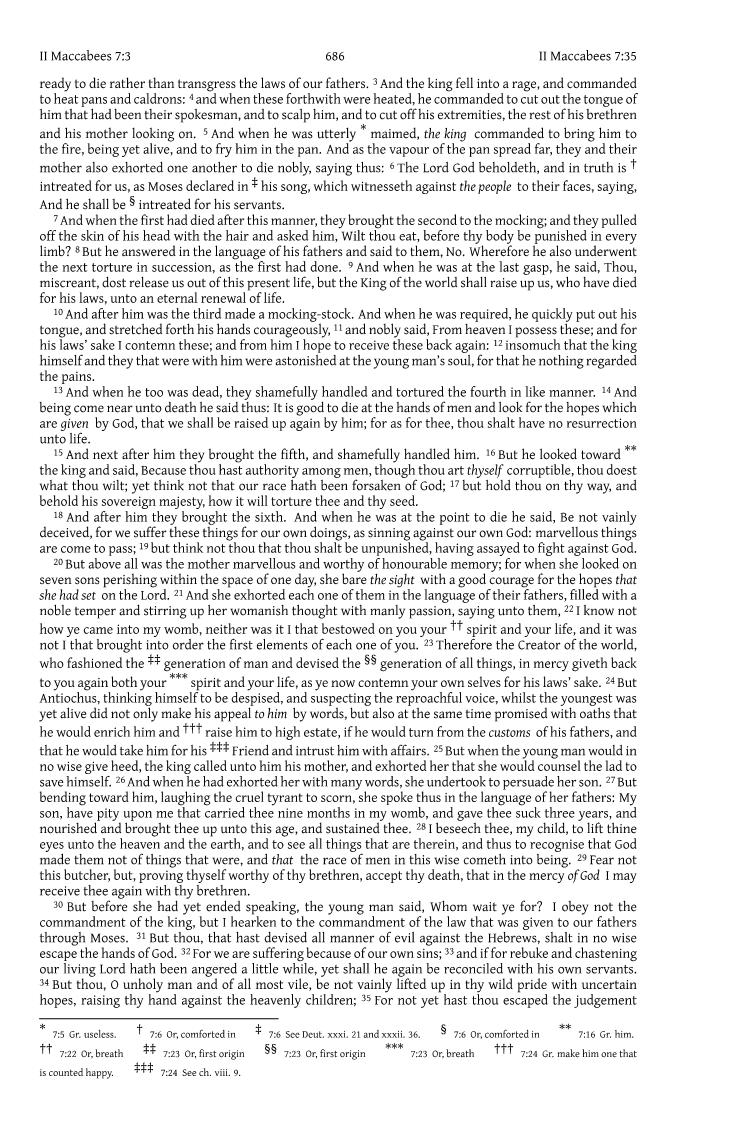 II Maccabees 7:3 686 II Maccabees 7:35
ready to die rather than transgress the laws of our fathers. 3 And the king fell into a rage, and commanded
to heat pans and caldrons: 4 and when these forthwith were heated, he commanded to cut out the tongue of
him that had been their spokesman, and to scalp him, and to cut off his extremities, the rest of his brethren
and his mother looking on. 5 And when he was utterly * maimed, the king commanded to bring him to
the fire, being yet alive, and to fry him in the pan. And as the vapour of the pan spread far, they and their
mother also exhorted one another to die nobly, saying thus: 6 The Lord God beholdeth, and in truth is †
intreated for us, as Moses declared in ‡ his song, which witnesseth against the people to their faces, saying,
And he shall be § intreated for his servants.
7 And when the first had died after this manner, they brought the second to the mocking; and they pulled
off the skin of his head with the hair and asked him, Wilt thou eat, before thy body be punished in every
limb? 8 But he answered in the language of his fathers and said to them, No. Wherefore he also underwent
the next torture in succession, as the first had done. 9 And when he was at the last gasp, he said, Thou,
miscreant, dost release us out of this present life, but the King of the world shall raise up us, who have died
for his laws, unto an eternal renewal of life.
10 And after him was the third made a mocking-stock. And when he was required, he quickly put out his
tongue, and stretched forth his hands courageously, 11 and nobly said, From heaven I possess these; and for
his laws' sake I contemn these; and from him I hope to receive these back again: 12 insomuch that the king
himself and they that were with him were astonished at the young man's soul, for that he nothing regarded
the pains.
13 And when he too was dead, they shamefully handled and tortured the fourth in like manner. 14 And
being come near unto death he said thus: It is good to die at the hands of men and look for the hopes which
are given by God, that we shall be raised up again by him; for as for thee, thou shalt have no resurrection
unto life.
15 And next after him they brought the fifth, and shamefully handled him. 16 But he looked toward **
the king and said, Because thou hast authority among men, though thou art thyself corruptible, thou doest
what thou wilt; yet think not that our race hath been forsaken of God; 17 but hold thou on thy way, and
behold his sovereign majesty, how it will torture thee and thy seed.
18 And after him they brought the sixth. And when he was at the point to die he said, Be not vainly
deceived, for we suffer these things for our own doings, as sinning against our own God: marvellous things
are come to pass; 19 but think not thou that thou shalt be unpunished, having assayed to fight against God.
20 But above all was the mother marvellous and worthy of honourable memory; for when she looked on
seven sons perishing within the space of one day, she bare the sight with a good courage for the hopes that
she had set on the Lord. 21 And she exhorted each one of them in the language of their fathers, filled with a
noble temper and stirring up her womanish thought with manly passion, saying unto them, 22 I know not
how ye came into my womb, neither was it I that bestowed on you your †† spirit and your life, and it was
not I that brought into order the first elements of each one of you. 23 Therefore the Creator of the world,
who fashioned the ‡‡ generation of man and devised the §§ generation of all things, in mercy giveth back
to you again both your *** spirit and your life, as ye now contemn your own selves for his laws' sake. 24 But
Antiochus, thinking himself to be despised, and suspecting the reproachful voice, whilst the youngest was
yet alive did not only make his appeal to him by words, but also at the same time promised with oaths that
he would enrich him and ††† raise him to high estate, if he would turn from the customs of his fathers, and
that he would take him for his ‡‡‡ Friend and intrust him with affairs. 25 But when the young man would in
no wise give heed, the king called unto him his mother, and exhorted her that she would counsel the lad to
save himself. 26 And when he had exhorted her with many words, she undertook to persuade her son. 27 But
bending toward him, laughing the cruel tyrant to scorn, she spoke thus in the language of her fathers: My
son, have pity upon me that carried thee nine months in my womb, and gave thee suck three years, and
nourished and brought thee up unto this age, and sustained thee. 28 I beseech thee, my child, to lift thine
eyes unto the heaven and the earth, and to see all things that are therein, and thus to recognise that God
made them not of things that were, and that the race of men in this wise cometh into being. 29 Fear not
this butcher, but, proving thyself worthy of thy brethren, accept thy death, that in the mercy of God I may
receive thee again with thy brethren.
30 But before she had yet ended speaking, the young man said, Whom wait ye for? I obey not the
commandment of the king, but I hearken to the commandment of the law that was given to our fathers
through Moses. 31 But thou, that hast devised all manner of evil against the Hebrews, shalt in no wise
escape the hands of God. 32 For we are suffering because of our own sins; 33 and if for rebuke and chastening
our living Lord hath been angered a little while, yet shall he again be reconciled with his own servants.
34 But thou, O unholy man and of all most vile, be not vainly lifted up in thy wild pride with uncertain
hopes, raising thy hand against the heavenly children; 35 For not yet hast thou escaped the judgement
* 7:5 Gr. useless. † 7:6 Or, comforted in ‡ 7:6 See Deut. xxxi. 21 and xxxii. 36. § 7:6 Or, comforted in ** 7:16 Gr. him.
†† 7:22 Or, breath ‡‡ 7:23 Or, first origin §§ 7:23 Or, first origin *** 7:23 Or, breath ††† 7:24 Gr. make him one that
is counted happy. ‡‡‡ 7:24 See ch. viii. 9.